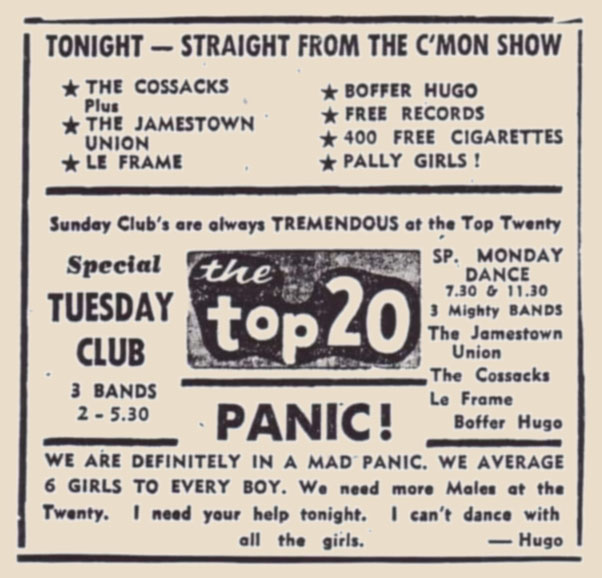 TONIGHT — STRAIGHT FROM THE C'MON SHOW
★ THE COSSACKS
Plus
★ THE JAMESTOWN
UNION
★ LE FRAME
★ BOFFER HUGO
★ FREE RECORDS
★ 400 FREE CIGARETTES
★ PALLY GIRLS !
Sunday Club's are always TREMENDOUS at the Top Twenty
Special
TUESDAY
CLUB
3 BANDS
2 - 5.30
the
top 20
PANIC!
SP. MONDAY
DANCE
7.30 & 11.30
3 Mighty BANDS
The Jamestown
Union
The Cossacks
Le Frame
Boffer Hugo
WE ARE DEFINITELY IN A MAD PANIC. WE AVERAGE
6 GIRLS TO EVERY BOY. We need more Males at the
Twenty. I need your help tonight. I can't dance with
all the girls. — Hugo